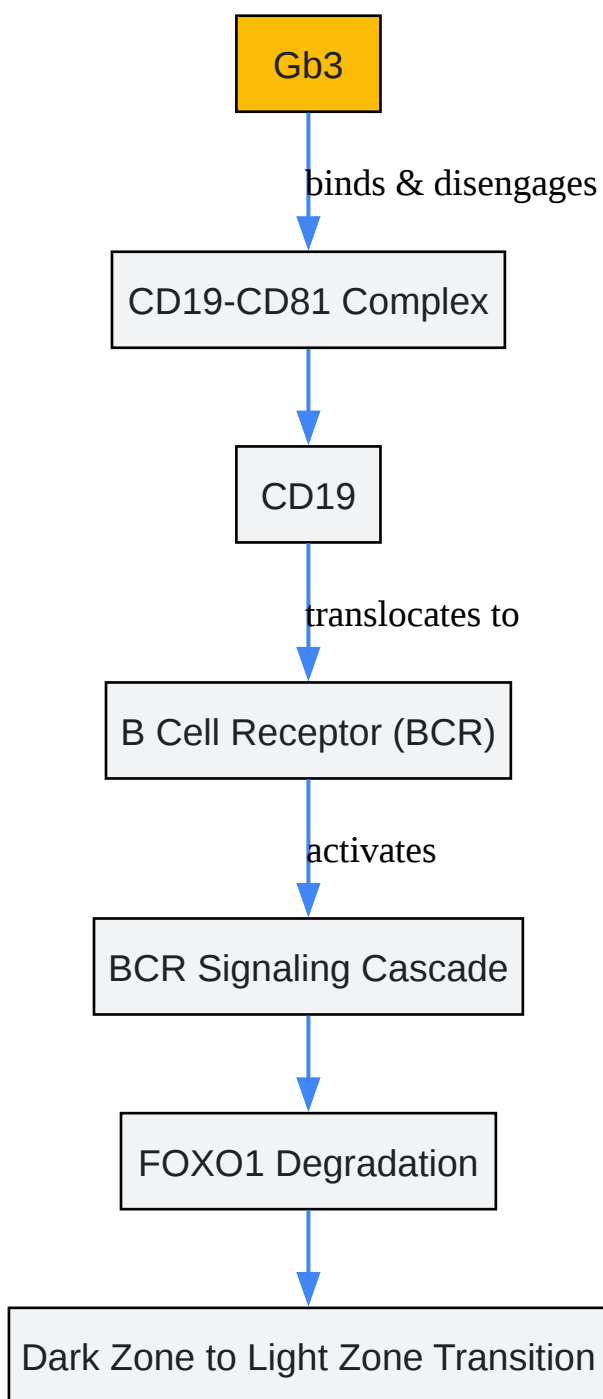 Gb3
binds & disengages
CD19-CD81 Complex
CD19
translocates to
B Cell Receptor (BCR)
activates
BCR Signaling Cascade
FOXO1 Degradation
Dark Zone to Light Zone Transition